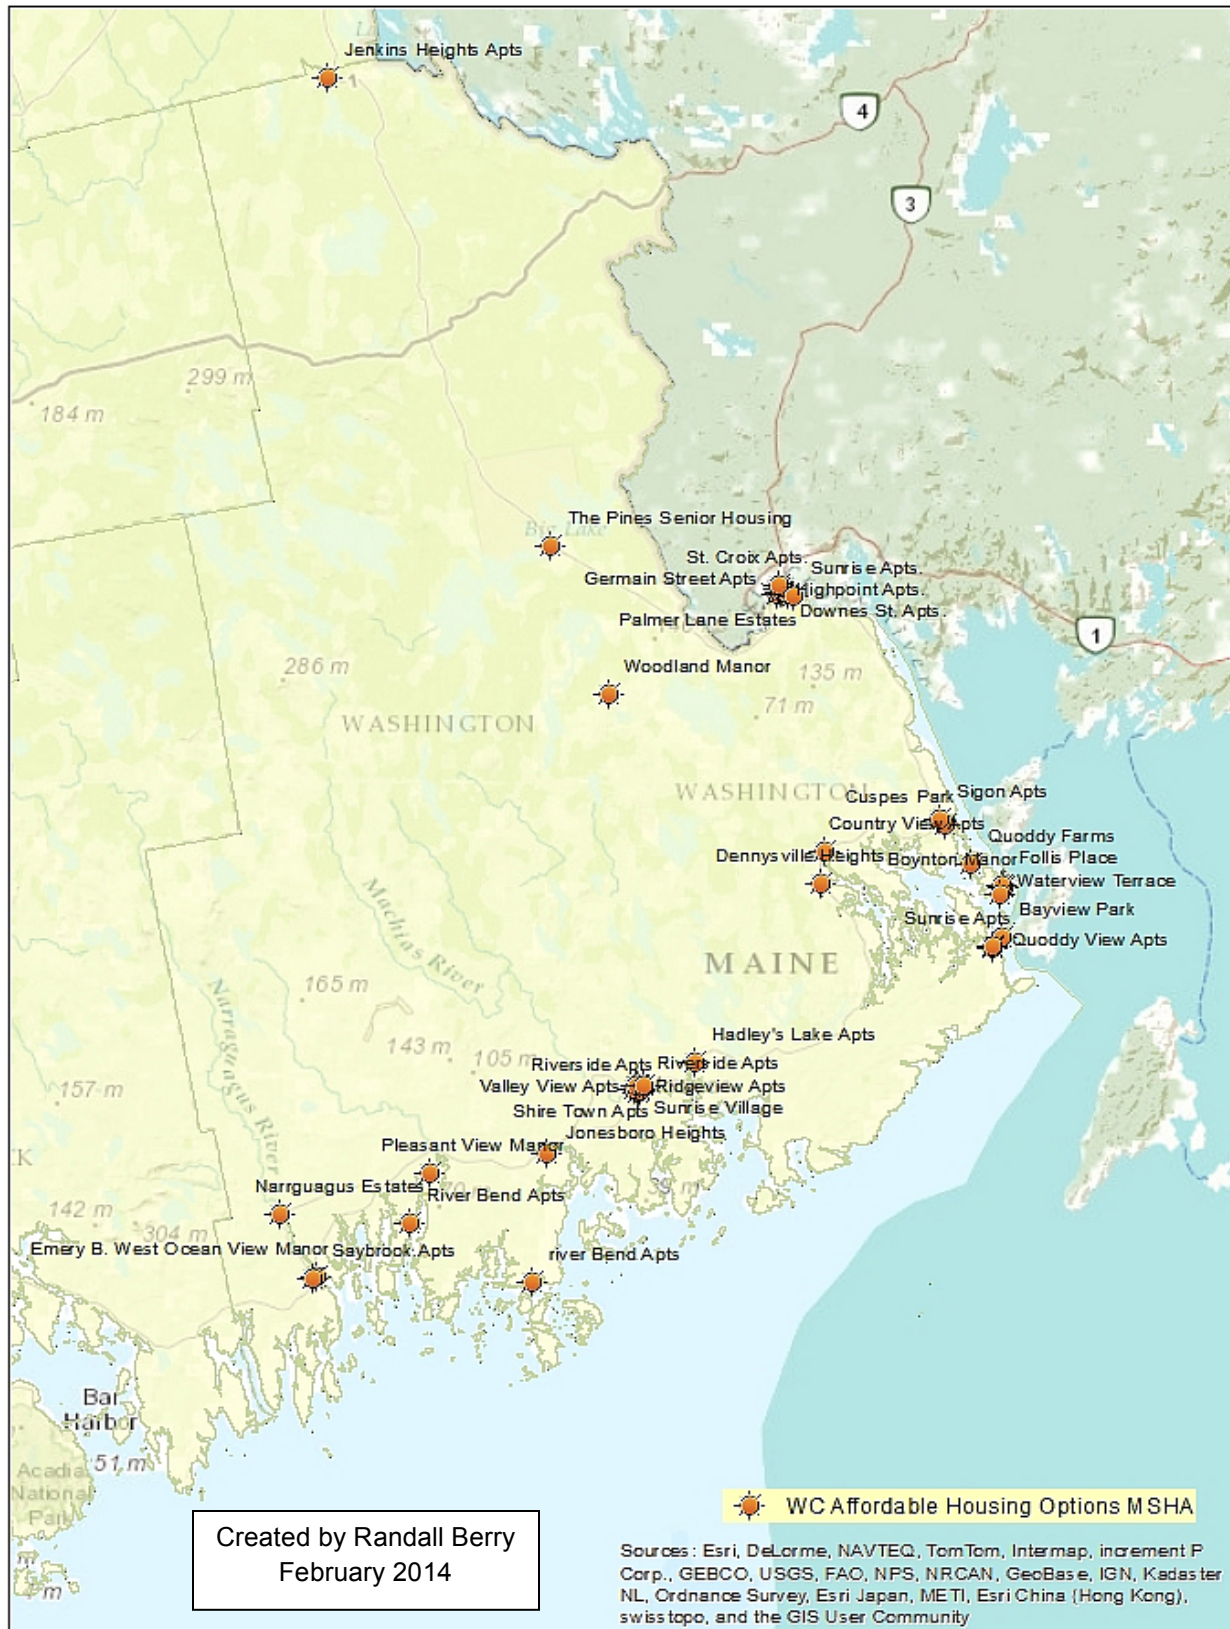 Jenkins Heights Apts
1
4
3
299 m
184 m
The Pines Senior Housing
Big Lake
St. Croix Apts.
Sunrise Apts.
Germain Street Apts
Highpoint Apts.
Downes St. Apts.
Palmer Lane Estates
1
Woodland Manor
286 m
135 m
71 m
WASHINGTON
WASHINGTON
Sigon Apts
Cuspes Park
Country View Apts
Quoddy Farms
Dennysville Heights
Boynton Manor
Follis Place
Waterview Terrace
Bayview Park
Sunrise Apts.
Quoddy View Apts
Machias River
MAINE
Narraguagus River
165 m
143 m
105 m
157 m
Hadley's Lake Apts
Riverside Apts
Riverside Apts
Valley View Apts
Ridgeview Apts
Shire Town Apts
Sunrise Village
Jonesboro Heights
Pleasant View Manor
K
Narrguagus Estates
River Bend Apts
39 m
142 m
304 m
Emery B. West Ocean View Manor
Saybrook Apts
river Bend Apts
Bar
Harbor
51 m
Acadia
National
Park
m
m
WC Affordable Housing Options MSHA
Created by Randall Berry
February 2014
Sources: Esri, DeLorme, NAVTEQ, TomTom, Intermap, increment P
Corp., GEBCO, USGS, FAO, NPS, NRCAN, GeoBase, IGN, Kadaster
NL, Ordnance Survey, Esri Japan, METI, Esri China (Hong Kong),
swisstopo, and the GIS User Community